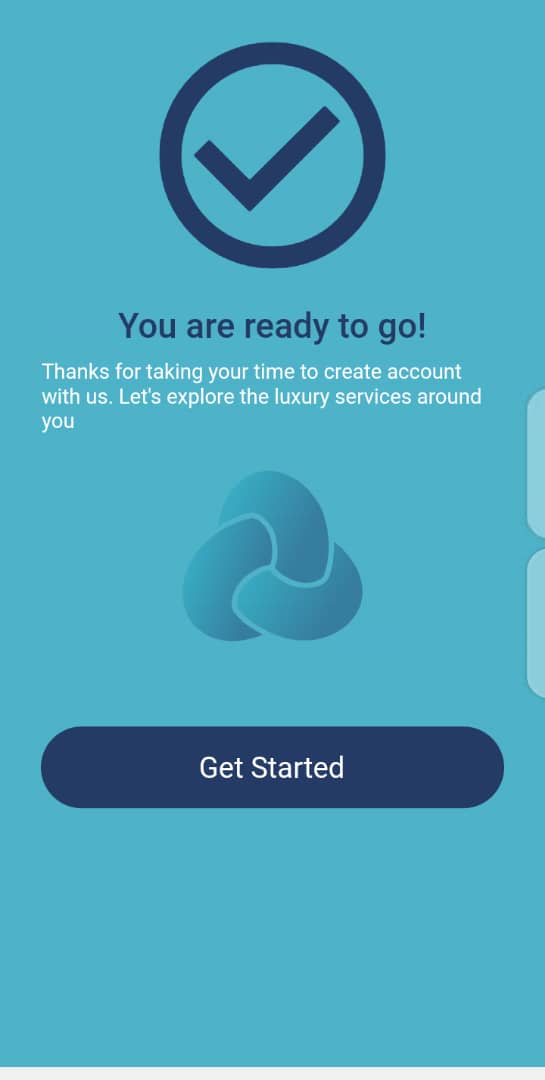 You are ready to go!
Thanks for taking your time to create account
with us. Let's explore the luxury services around
you
Get Started